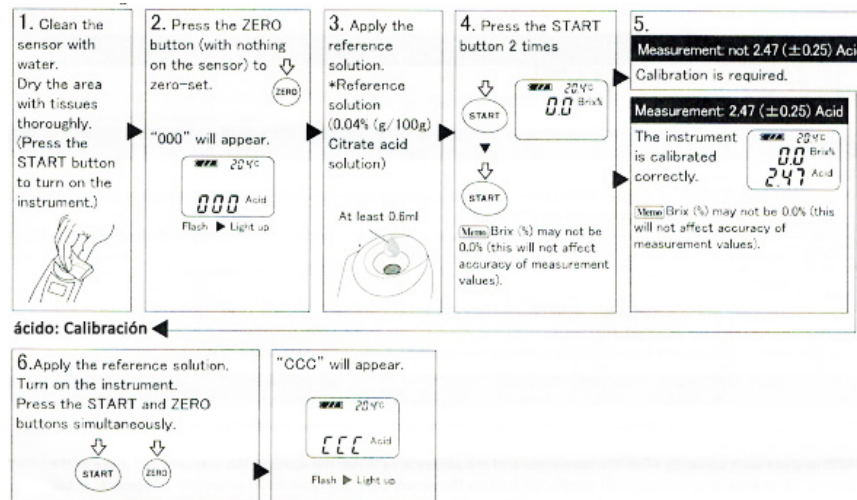 1. Clean the
sensor with
water.
Dry the area
with tissues
thoroughly.
(Press the
START button
to turn on the
instrument.)
2. Press the ZERO
button (with nothing
on the sensor) to
zero-set.
ZERO
"000" will appear.
20.4°C
000 Acid
Flash ▶ Light up
3. Apply the
reference
solution.
*Reference
solution
(0.04% (g/100g)
Citrate acid
solution)
At least 0.6ml
4. Press the START
button 2 times
START
20.4°C
0.0 Brix%
START
Memo Brix (%) may not be
0.0% (this will not affect
accuracy of measurement
values).
5.
Measurement: not 2.47 (±0.25) Acid
Calibration is required.
Measurement: 2.47 (±0.25) Acid
The instrument
is calibrated
correctly.
20.4°C
0.0 Brix%
2.47 Acid
Memo Brix (%) may not be 0.0% (this
will not affect accuracy of
measurement values).
ácido: Calibración
6. Apply the reference solution.
Turn on the instrument.
Press the START and ZERO
buttons simultaneously.
START
ZERO
"CCC" will appear.
20.4°C
CCC Acid
Flash ▶ Light up